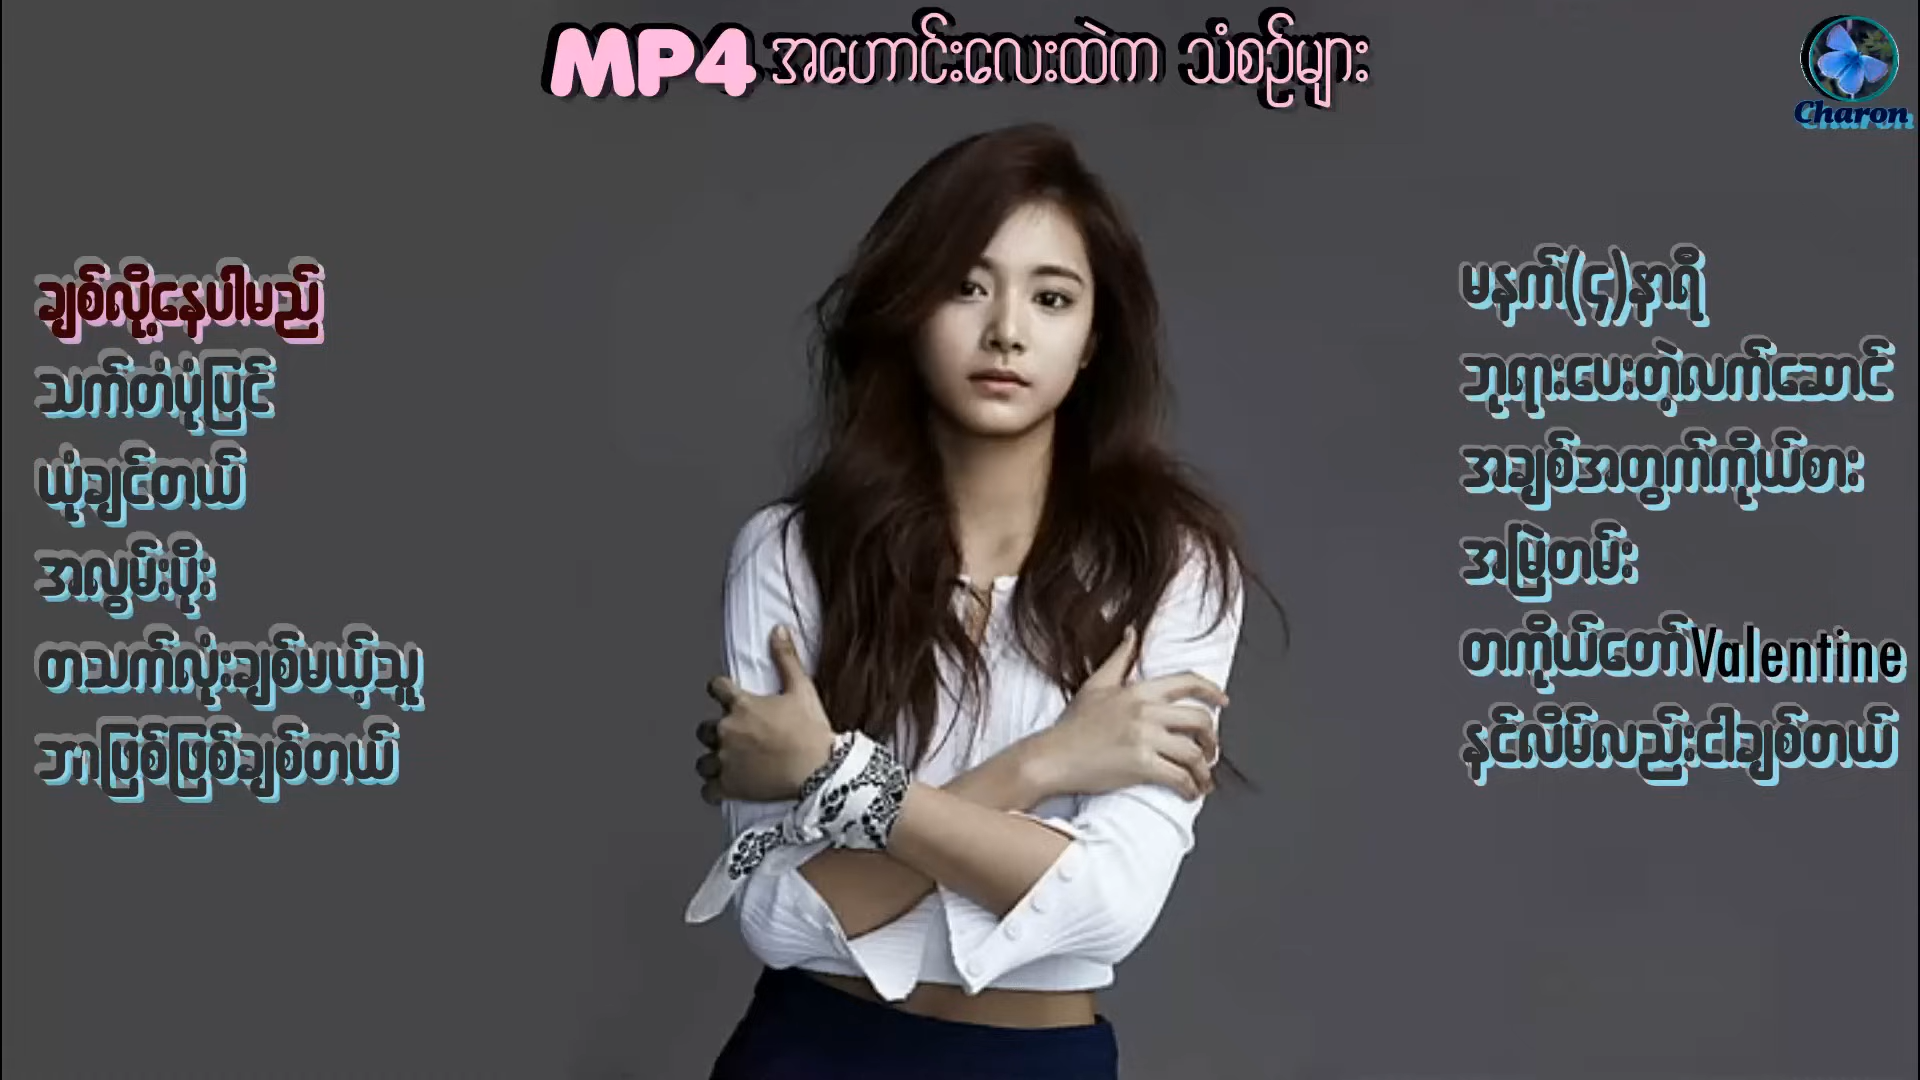 MP4 အဟောင်းလေးထဲက သံစဉ်များ
Charon
ချစ်လို့နေပါမည်
သက်တံပုံပြင်
ယုံချင်တယ်
အလွမ်းပိုး
တသက်လုံးချစ်မယ့်သူ
ဘာဖြစ်ဖြစ်ချစ်တယ်
မနက်(၄)နာရီ
ဘုရားပေးတဲ့လက်ဆောင်
အချစ်အတွက်ကိုယ်စား
အမြဲတမ်း
တကိုယ်တော်Valentine
နင်လိမ်လည်းငါချစ်တယ်